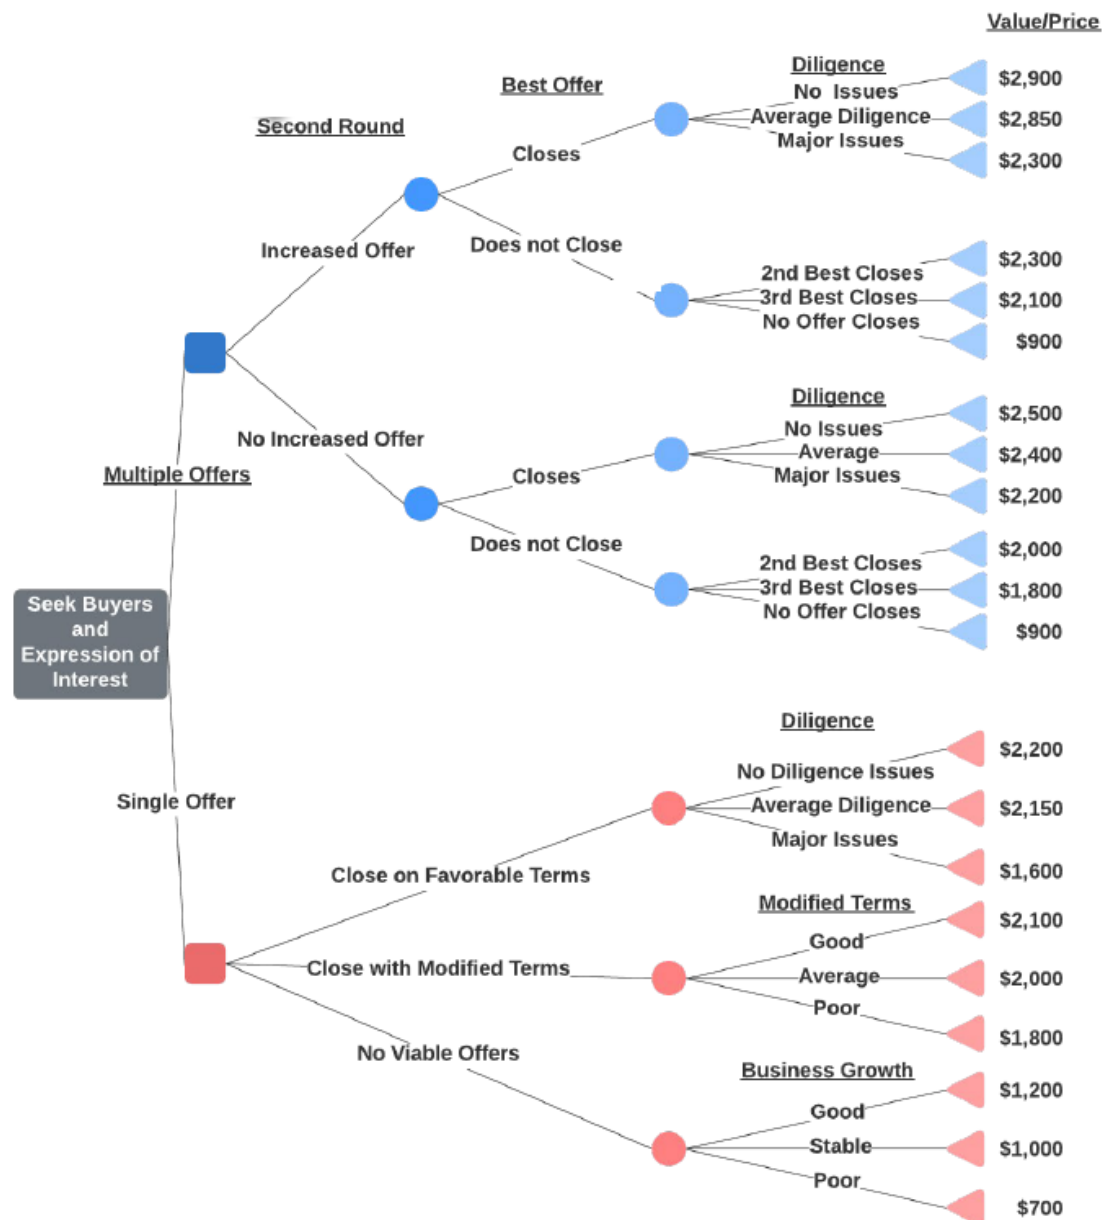 Value/Price
Diligence
$2,900
No Issues
Best Offer
Average Diligence
$2,850
Second Round
Major Issues
Closes
$2,300
Increased Offer
Does not Close
2nd Best Closes
$2,300
3rd Best Closes
$2,100
No Offer Closes
$900
Diligence
$2,500
No Issues
No Increased Offer
Average
$2,400
Multiple Offers
Closes
Major Issues
$2,200
Does not Close
$2,000
2nd Best Closes
3rd Best Closes
$1,800
No Offer Closes
$900
Seek Buyers
and
Expression of
Interest
Diligence
$2,200
No Diligence Issues
Single Offer
Average Diligence
$2,150
Major Issues
$1,600
Close on Favorable Terms
Modified Terms
$2,100
Good
Close with Modified Terms
Average
$2,000
Poor
$1,800
No Viable Offers
Business Growth
$1,200
Good
Stable
$1,000
Poor
$700